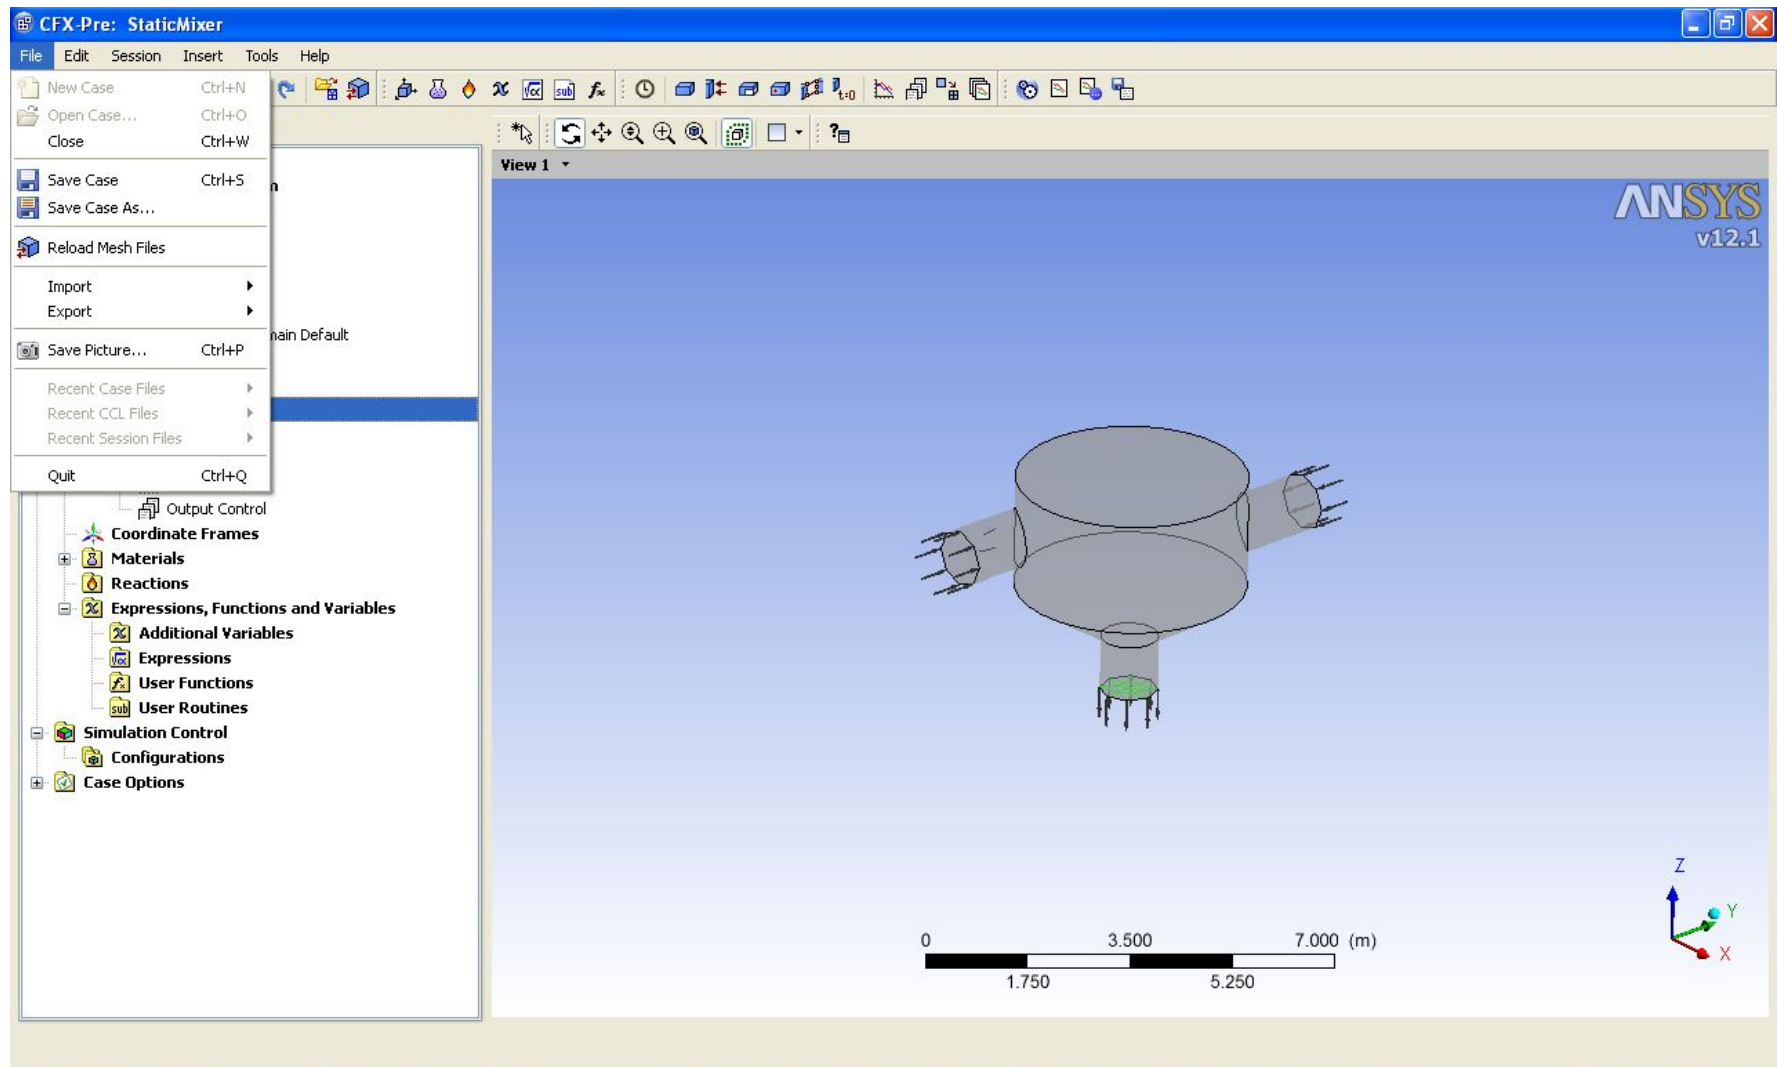 CFX-Pre: StaticMixer
File Edit Session Insert Tools Help
New Case Ctrl+N
Open Case... Ctrl+O
Close Ctrl+W
Save Case Ctrl+S
Save Case As...
Reload Mesh Files
Import
Export
Save Picture... Ctrl+P
Recent Case Files
Recent CCL Files
Recent Session Files
Quit Ctrl+Q
n
main Default
Output Control
Coordinate Frames
Materials
Reactions
Expressions, Functions and Variables
Additional Variables
Expressions
User Functions
sub User Routines
Simulation Control
Configurations
Case Options
sub
t=0
View 1
ANSYS
v12.1
0 3.500 7.000 (m)
1.750 5.250
Z
Y
X